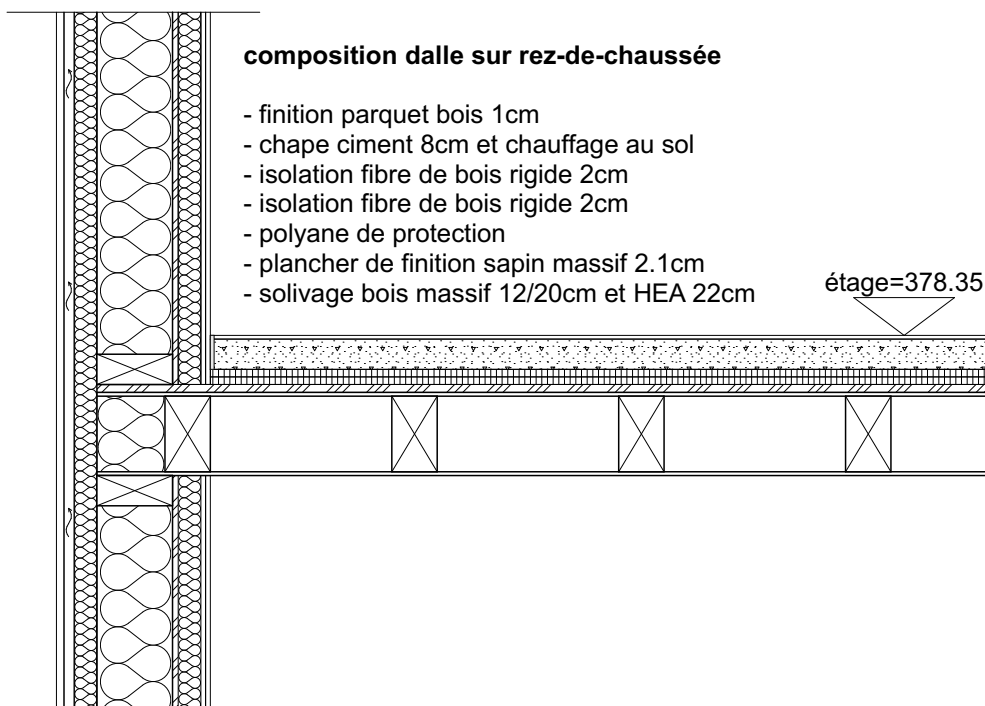 composition dalle sur rez-de-chaussée
- finition parquet bois 1cm
- chape ciment 8cm et chauffage au sol
- isolation fibre de bois rigide 2cm
- isolation fibre de bois rigide 2cm
- polyane de protection
- plancher de finition sapin massif 2.1cm
- solivage bois massif 12/20cm et HEA 22cm
étage=378.35